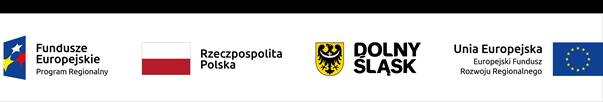 Fundusze
Europejskie
Program Regionalny
Rzeczpospolita
Polska
DOLNY
ŚLĄSK
Unia Europejska
Europejski Fundusz
Rozwoju Regionalnego